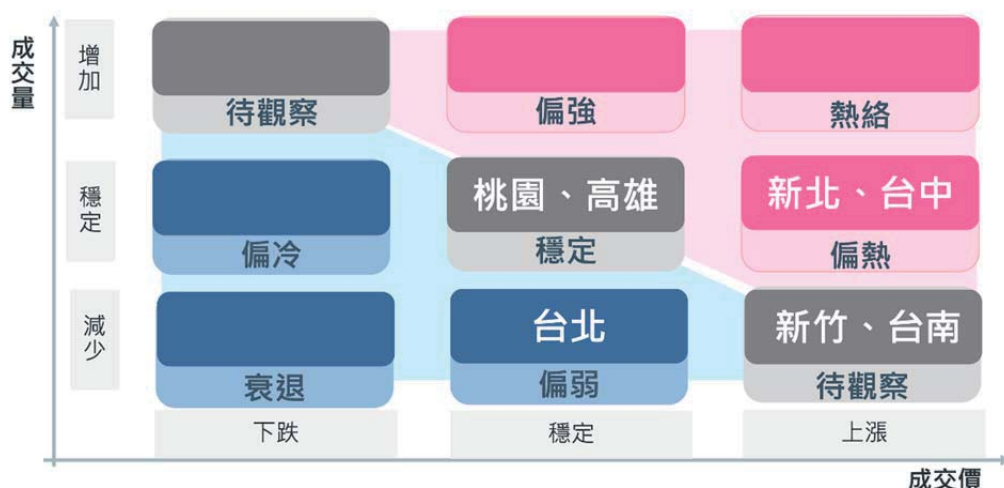 成交量
增加
待觀察
偏強
熱絡
穩定
偏冷
桃園、高雄
穩定
新北、台中
偏熱
減少
衰退
台北
偏弱
新竹、台南
待觀察
下跌
穩定
上漲
成交價